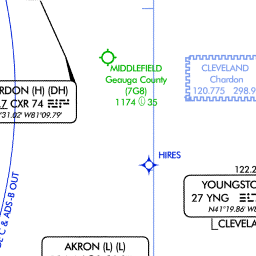 MIDDLEFIELD
Geauga County
(7G8)
1174 35
CLEVELAND
Chardon
120.775 298.9
RDON (H) (DH)
7 CXR 74
°31.02' W81°09.79'
HIRES
122.2
YOUNGSTO
27 YNG
N41°19.86' W8
CLEVELA
& ADS-B OUT
AKRON (L) (L)